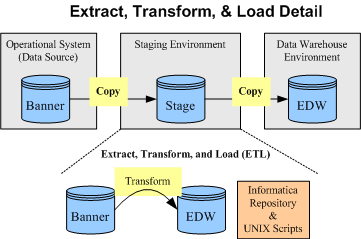 Extract, Transform, & Load Detail
Operational System
(Data Source)
Staging Environment
Data Warehouse
Environment
Copy
Copy
Banner
Stage
EDW
Extract, Transform, and Load (ETL)
Transform
Banner
EDW
Informatica
Repository
&
UNIX Scripts